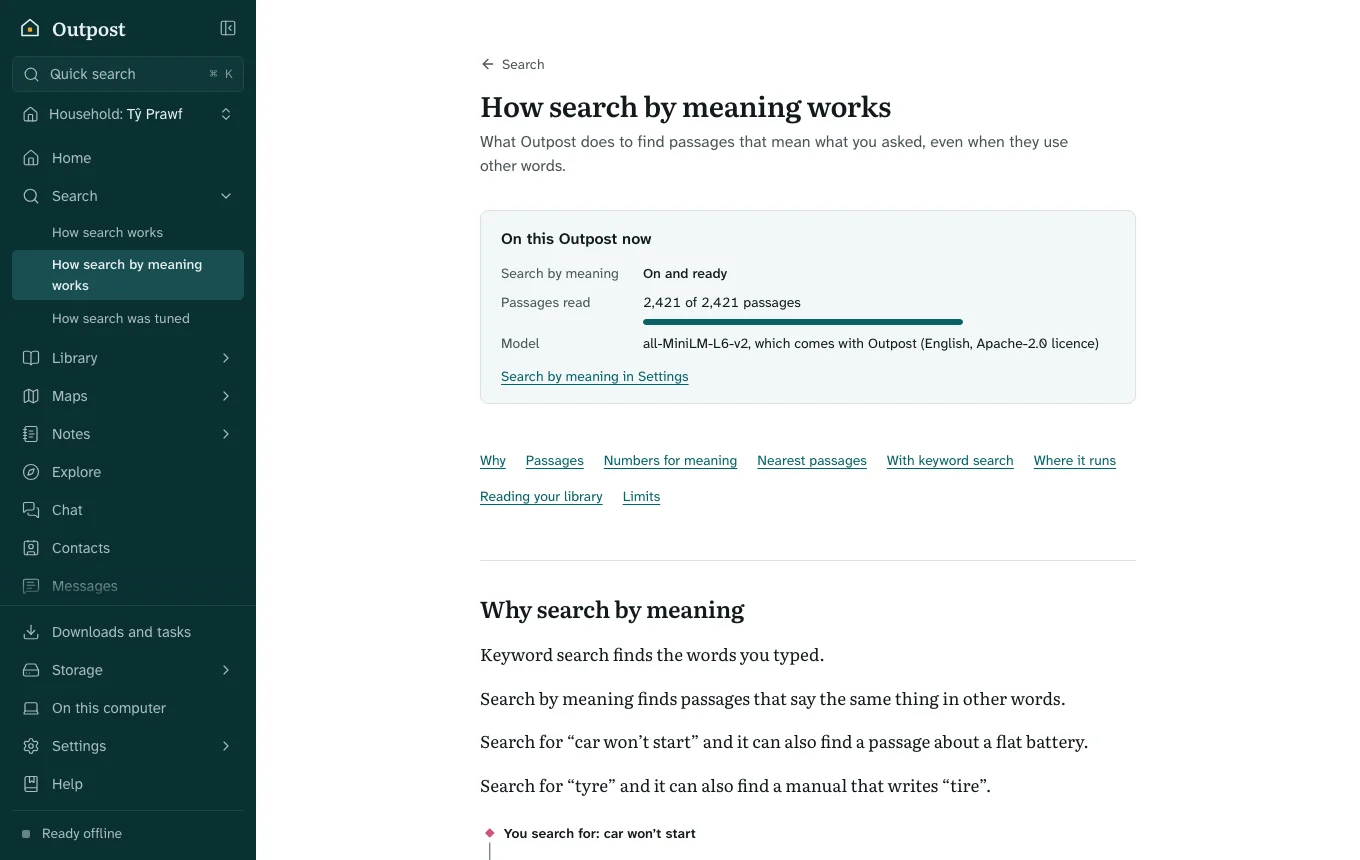 Outpost
Quick search ⌘ K
Household: Tŷ Prawf
Home
Search
How search works
How search by meaning
works
How search was tuned
Library
Maps
Notes
Explore
Chat
Contacts
Messages
Downloads and tasks
Storage
On this computer
Settings
Help
Ready offline
Search
How search by meaning works
What Outpost does to find passages that mean what you asked, even when they use
other words.
On this Outpost now
Search by meaning On and ready
Passages read 2,421 of 2,421 passages
Model all-MiniLM-L6-v2, which comes with Outpost (English, Apache-2.0 licence)
Search by meaning in Settings
Why Passages Numbers for meaning Nearest passages With keyword search Where it runs
Reading your library Limits
Why search by meaning
Keyword search finds the words you typed.
Search by meaning finds passages that say the same thing in other words.
Search for “car won’t start” and it can also find a passage about a flat battery.
Search for “tyre” and it can also find a manual that writes “tire”.
You search for: car won’t start